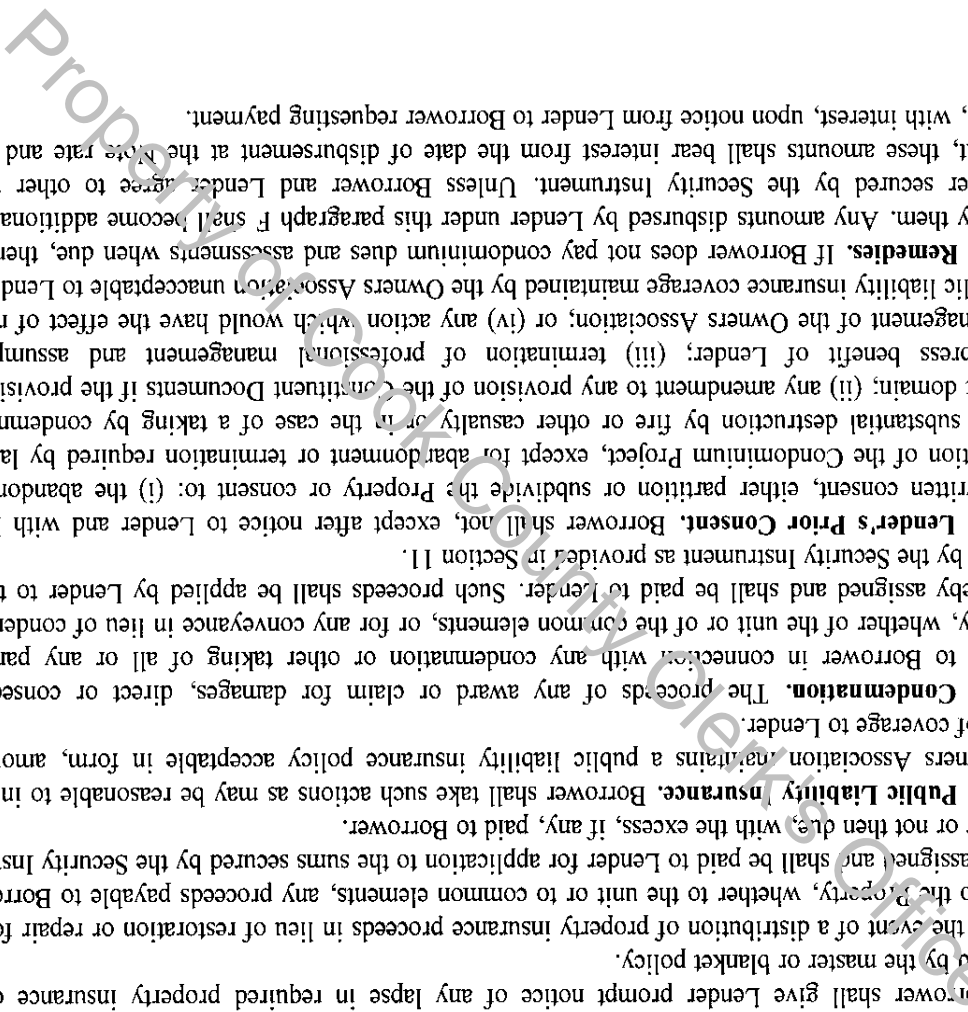 orrower shall give Lender prompt notice of any lapse in required property insurance c
d by the master or blanket policy.
the event of a distribution of property insurance proceeds in lieu of restoration or repair f
o the Property, whether to the unit or to common elements, any proceeds payable to Borro
assigned and shall be paid to Lender for application to the sums secured by the Security Inst
r or not then due, with the excess, if any, paid to Borrower.
Public Liability Insurance. Borrower shall take such actions as may be reasonable to in
ners Association maintains a public liability insurance policy acceptable in form, amo
of coverage to Lender.
Condemnation. The proceeds of any award or claim for damages, direct or conse
to Borrower in connection with any condemnation or other taking of all or any par
y, whether of the unit or of the common elements, or for any conveyance in lieu of conde
eby assigned and shall be paid to Lender. Such proceeds shall be applied by Lender to t
by the Security Instrument as provided in Section 11.
Lender's Prior Consent. Borrower shall not, except after notice to Lender and with
ritten consent, either partition or subdivide the Property or consent to: (i) the abandon
tion of the Condominium Project, except for abandonment or termination required by la
substantial destruction by fire or other casualty or in the case of a taking by condemn
t domain; (ii) any amendment to any provision of the Constituent Documents if the provisi
press benefit of Lender; (iii) termination of professional management and assump
nagement of the Owners Association; or (iv) any action which would have the effect of r
lic liability insurance coverage maintained by the Owners Association unacceptable to Lend
Remedies. If Borrower does not pay condominium dues and assessments when due, then
y them. Any amounts disbursed by Lender under this paragraph F shall become additiona
er secured by the Security Instrument. Unless Borrower and Lender agree to other
t, these amounts shall bear interest from the date of disbursement at the Note rate and
, with interest, upon notice from Lender to Borrower requesting payment.
Property of Cook County Clerk's Office